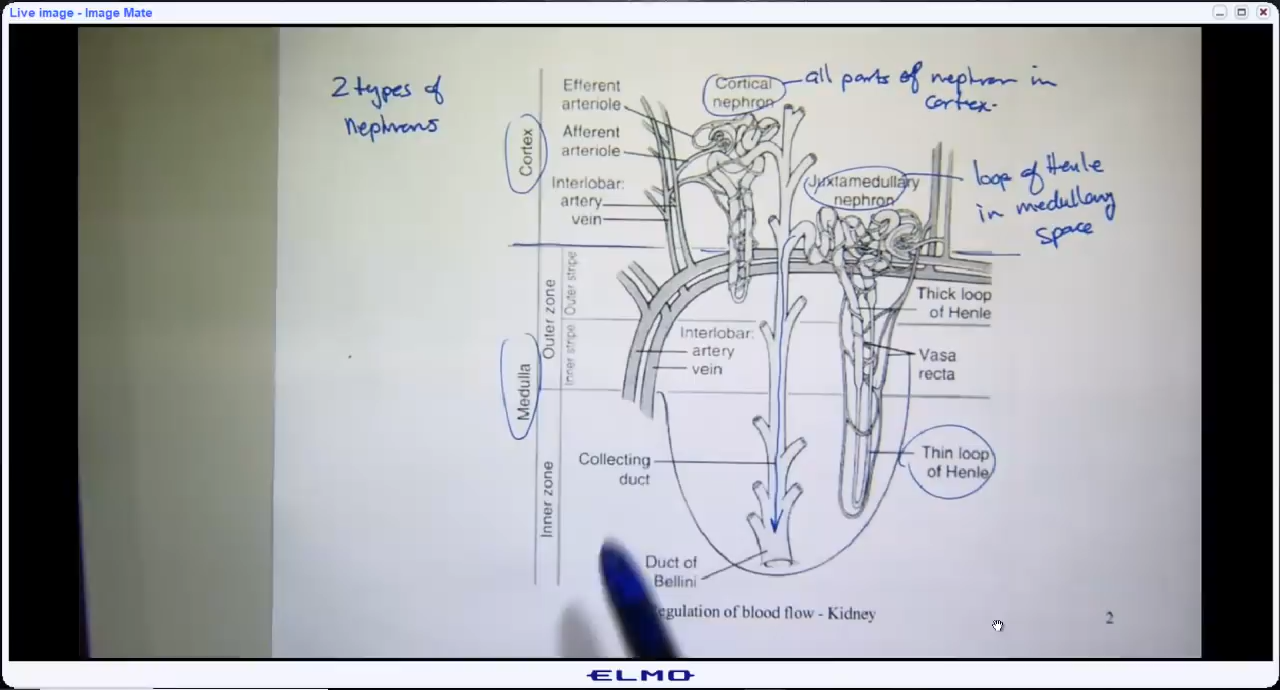 Live image - Image Mate
2 types of
nephrons
Efferent
arteriole
Cortical
nephron
all parts of nephron in
cortex.
Cortex
Afferent
arteriole
Interlobar:
artery
vein
Juxtamedullary
nephron
loop of Henle
in medullary
space
Medulla
Outer zone
Outer stripe
Inner stripe
Inner zone
Thick loop
of Henle
Interlobar:
artery
vein
Vasa
recta
Collecting
duct
Thin loop
of Henle
Duct of
Bellini
egulation of blood flow - Kidney
2
ELMO